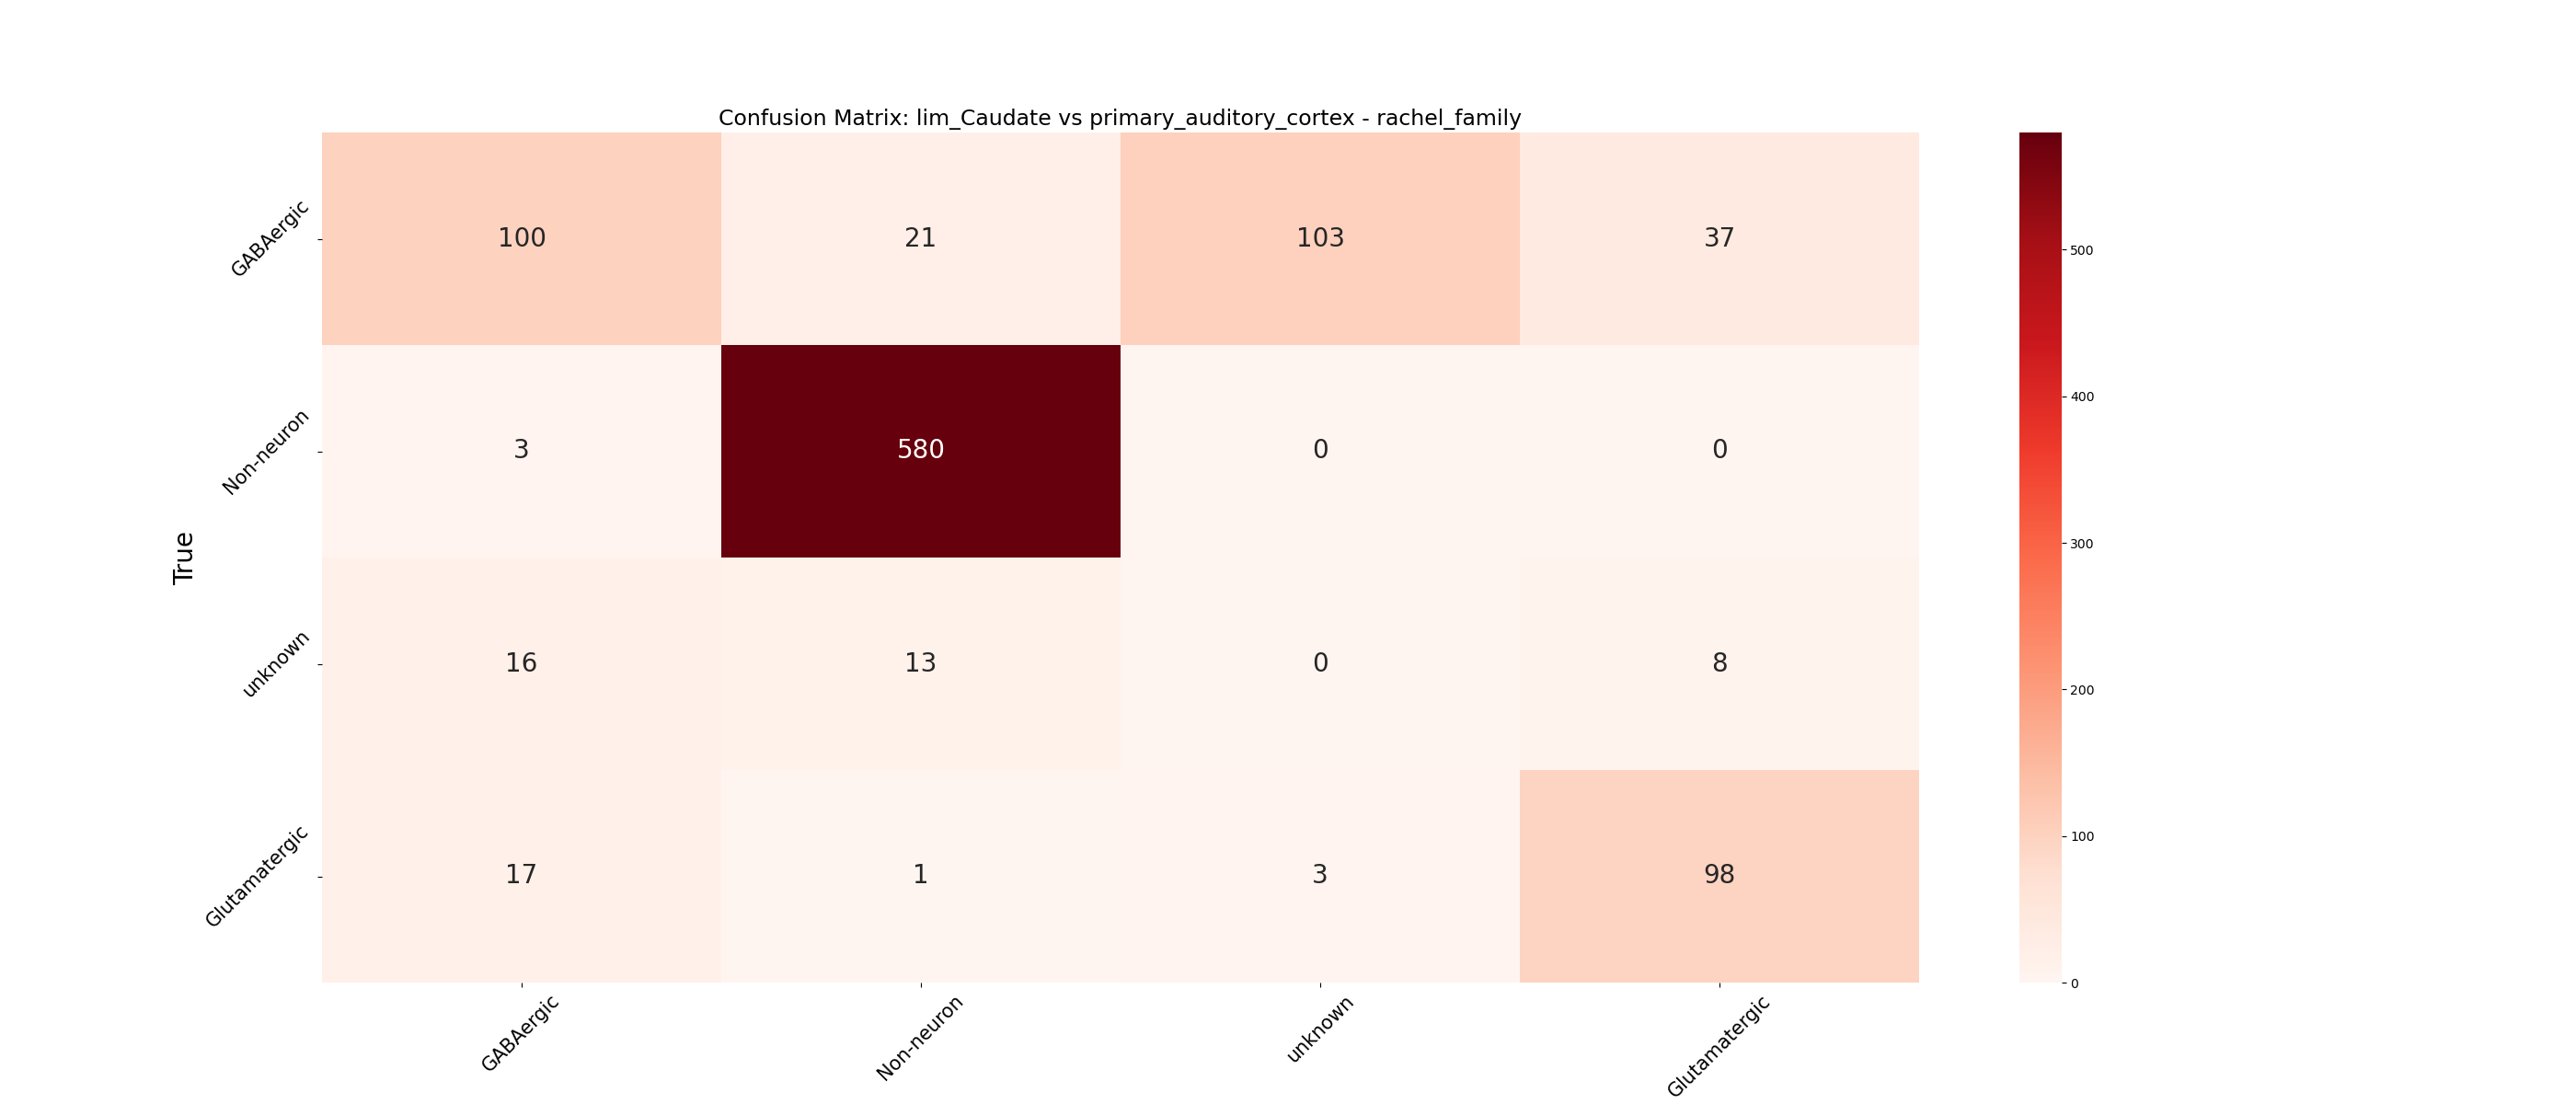 Confusion Matrix: lim_Caudate vs primary_auditory_cortex - rachel_family
GABAergic 100 21 103 37
Non-neuron 3 580 0 0
unknown 16 13 0 8
Glutamatergic 17 1 3 98
True
GABAergic Non-neuron unknown Glutamatergic
500
400
300
200
100
0